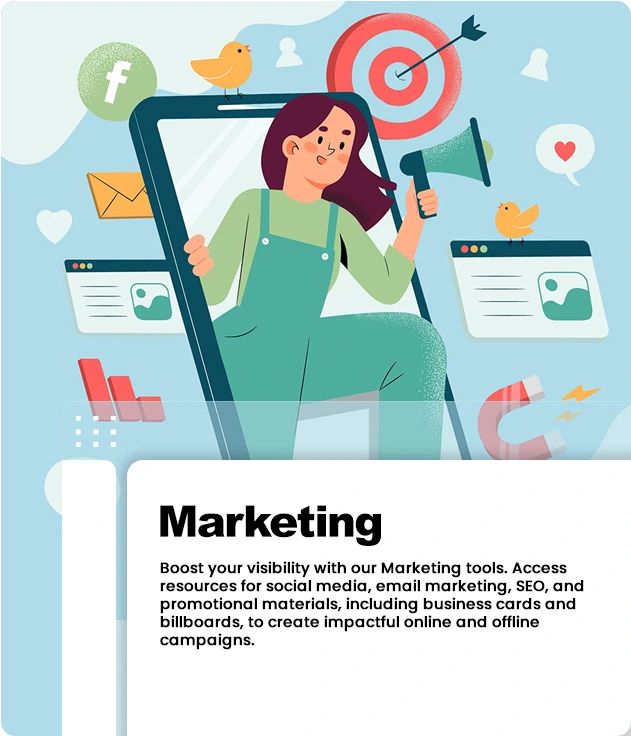 f
Marketing
Boost your visibility with our Marketing tools. Access
resources for social media, email marketing, SEO, and
promotional materials, including business cards and
billboards, to create impactful online and offline
campaigns.